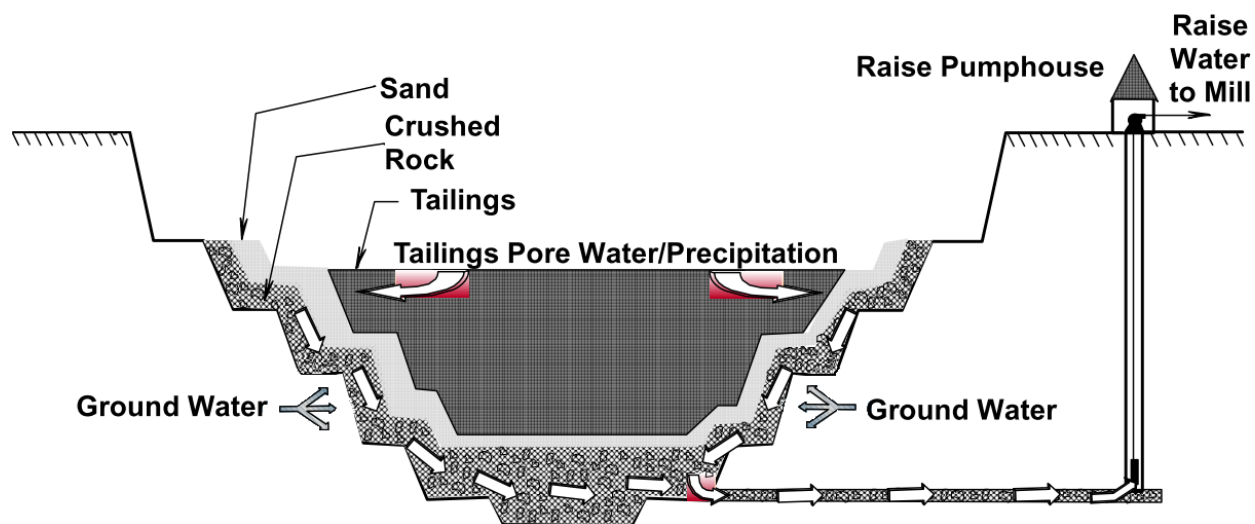 Raise
Water
to Mill
Raise Pumphouse
Sand
Crushed
Rock
Tailings
Tailings Pore Water/Precipitation
Ground Water
Ground Water